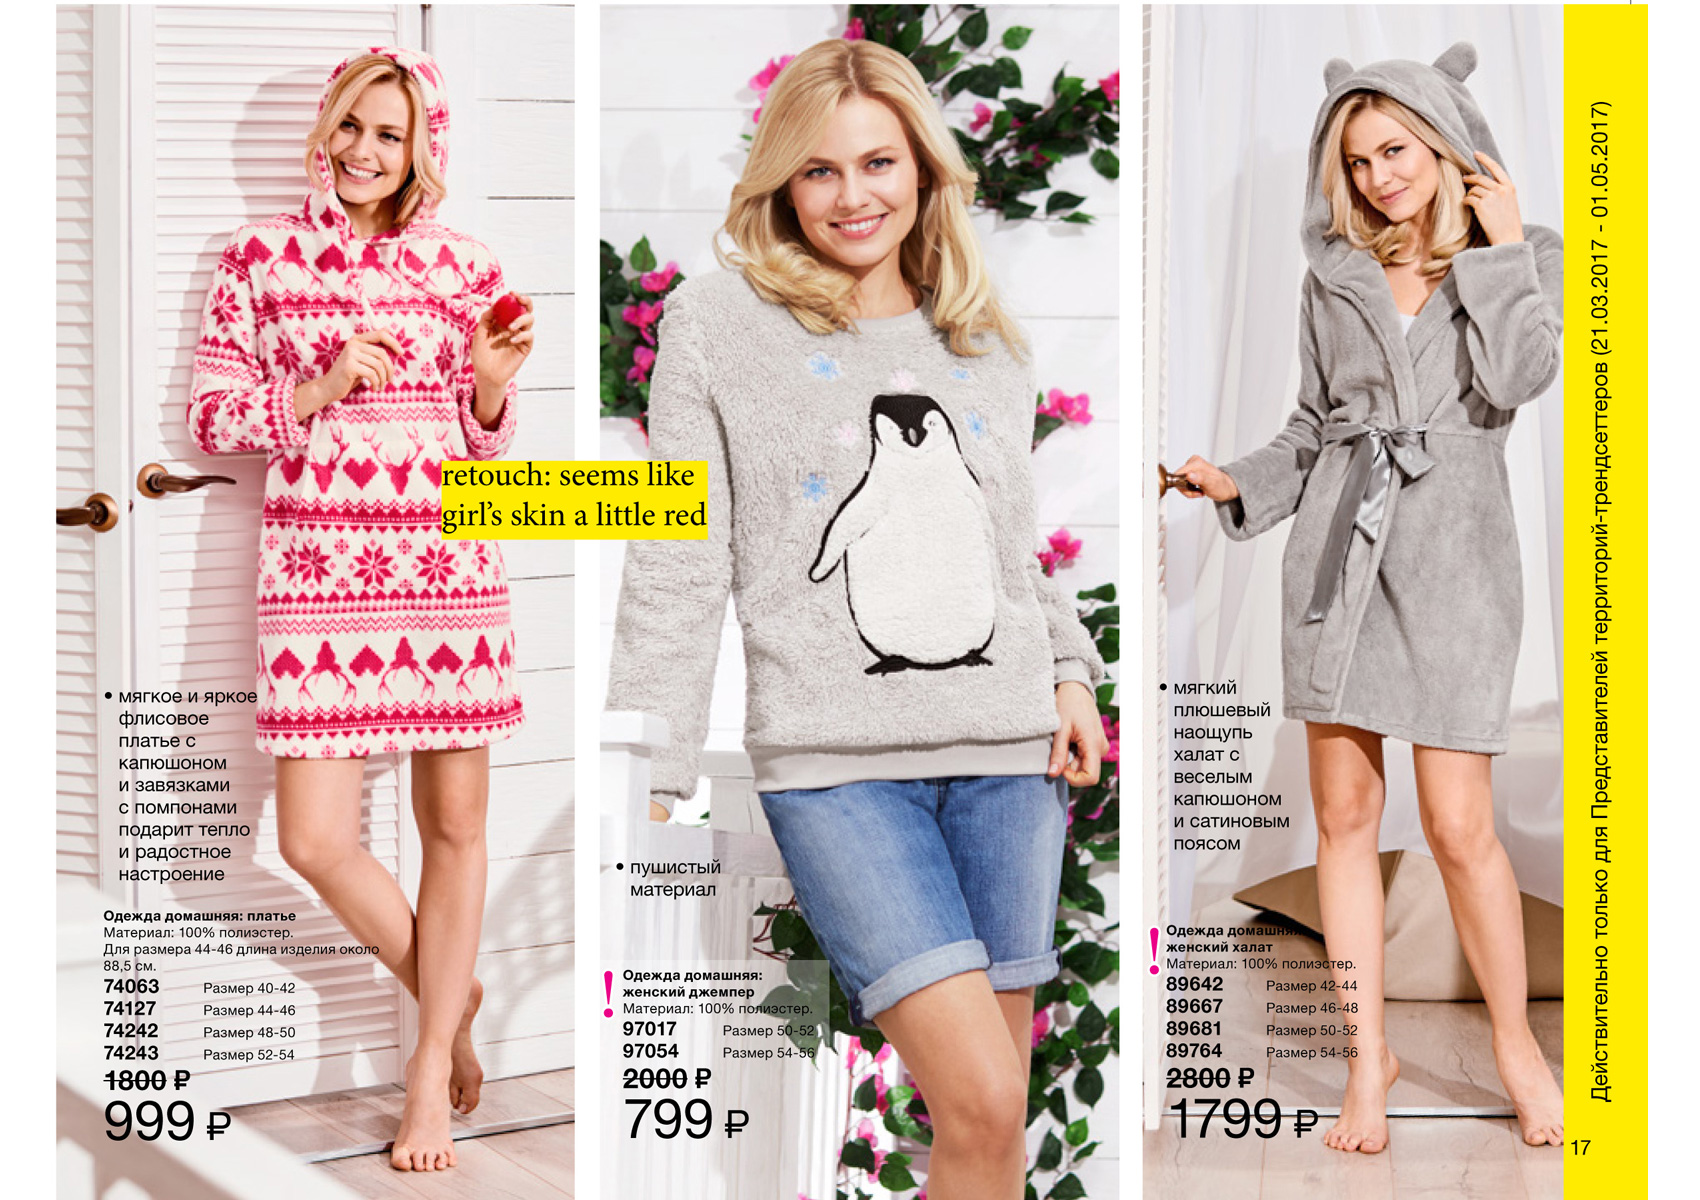 • мягкое и яркое
флисовое
платье с
капюшоном
и завязками
с помпонами
подарит тепло
и радостное
настроение
Одежда домашняя: платье
Материал: 100% полиэстер.
Для размера 44-46 длина изделия около
88,5 см.
74063 Размер 40-42
74127 Размер 44-46
74242 Размер 48-50
74243 Размер 52-54
1800 ₽
999 ₽
retouch: seems like
girl’s skin a little red
• пушистый
материал
! Одежда домашняя:
женский джемпер
Материал: 100% полиэстер.
97017 Размер 50-52
97054 Размер 54-56
2000 ₽
799 ₽
• мягкий
плюшевый
наощупь
халат с
веселым
капюшоном
и сатиновым
поясом
! Одежда домашняя:
женский халат
Материал: 100% полиэстер.
89642 Размер 42-44
89667 Размер 46-48
89681 Размер 50-52
89764 Размер 54-56
2800 ₽
1799 ₽
Действительно только для Представителей территорий-трендсеттеров (21.03.2017 - 01.05.2017)
17